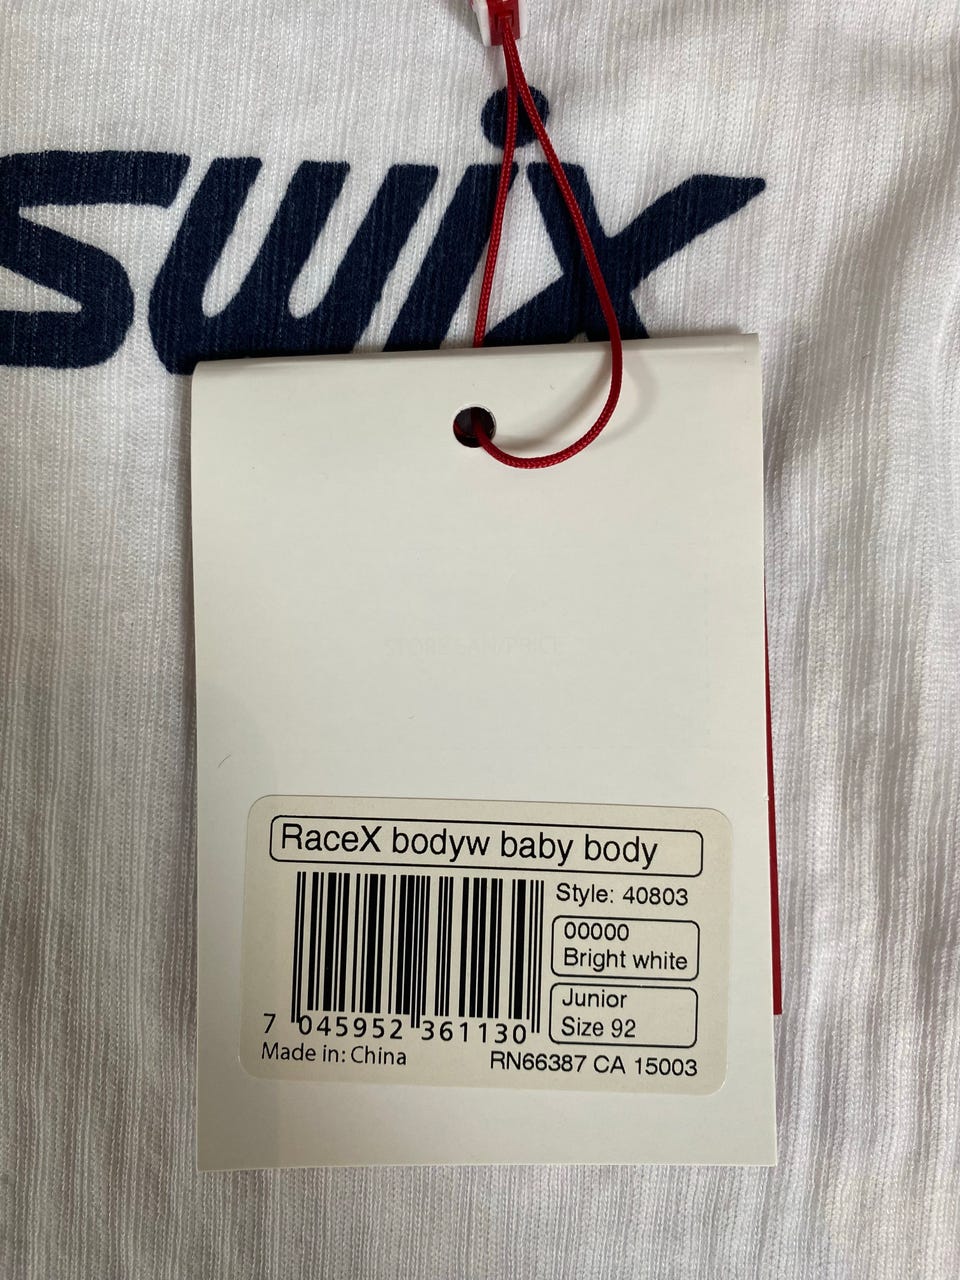 swix
RaceX bodyw baby body
Style: 40803
00000
Bright white
Junior
Size 92
7 045952 361130
Made in: China
RN66387 CA 15003